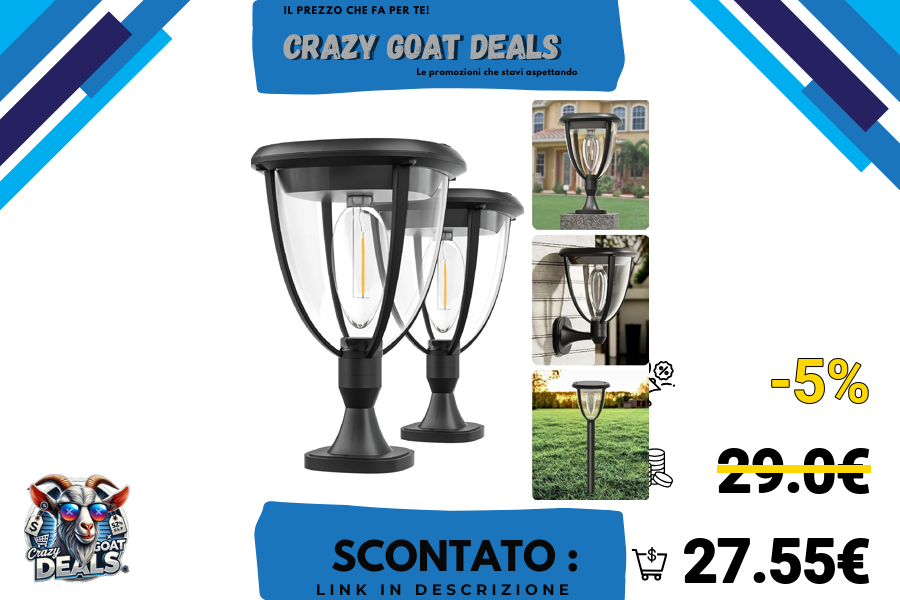 IL PREZZO CHE FA PER TE!
CRAZY GOAT DEALS
Le promozioni che stavi aspettando
-5%
29.0€
27.55€
$
Crazy
GOAT
DEALS
SCONTATO :
LINK IN DESCRIZIONE